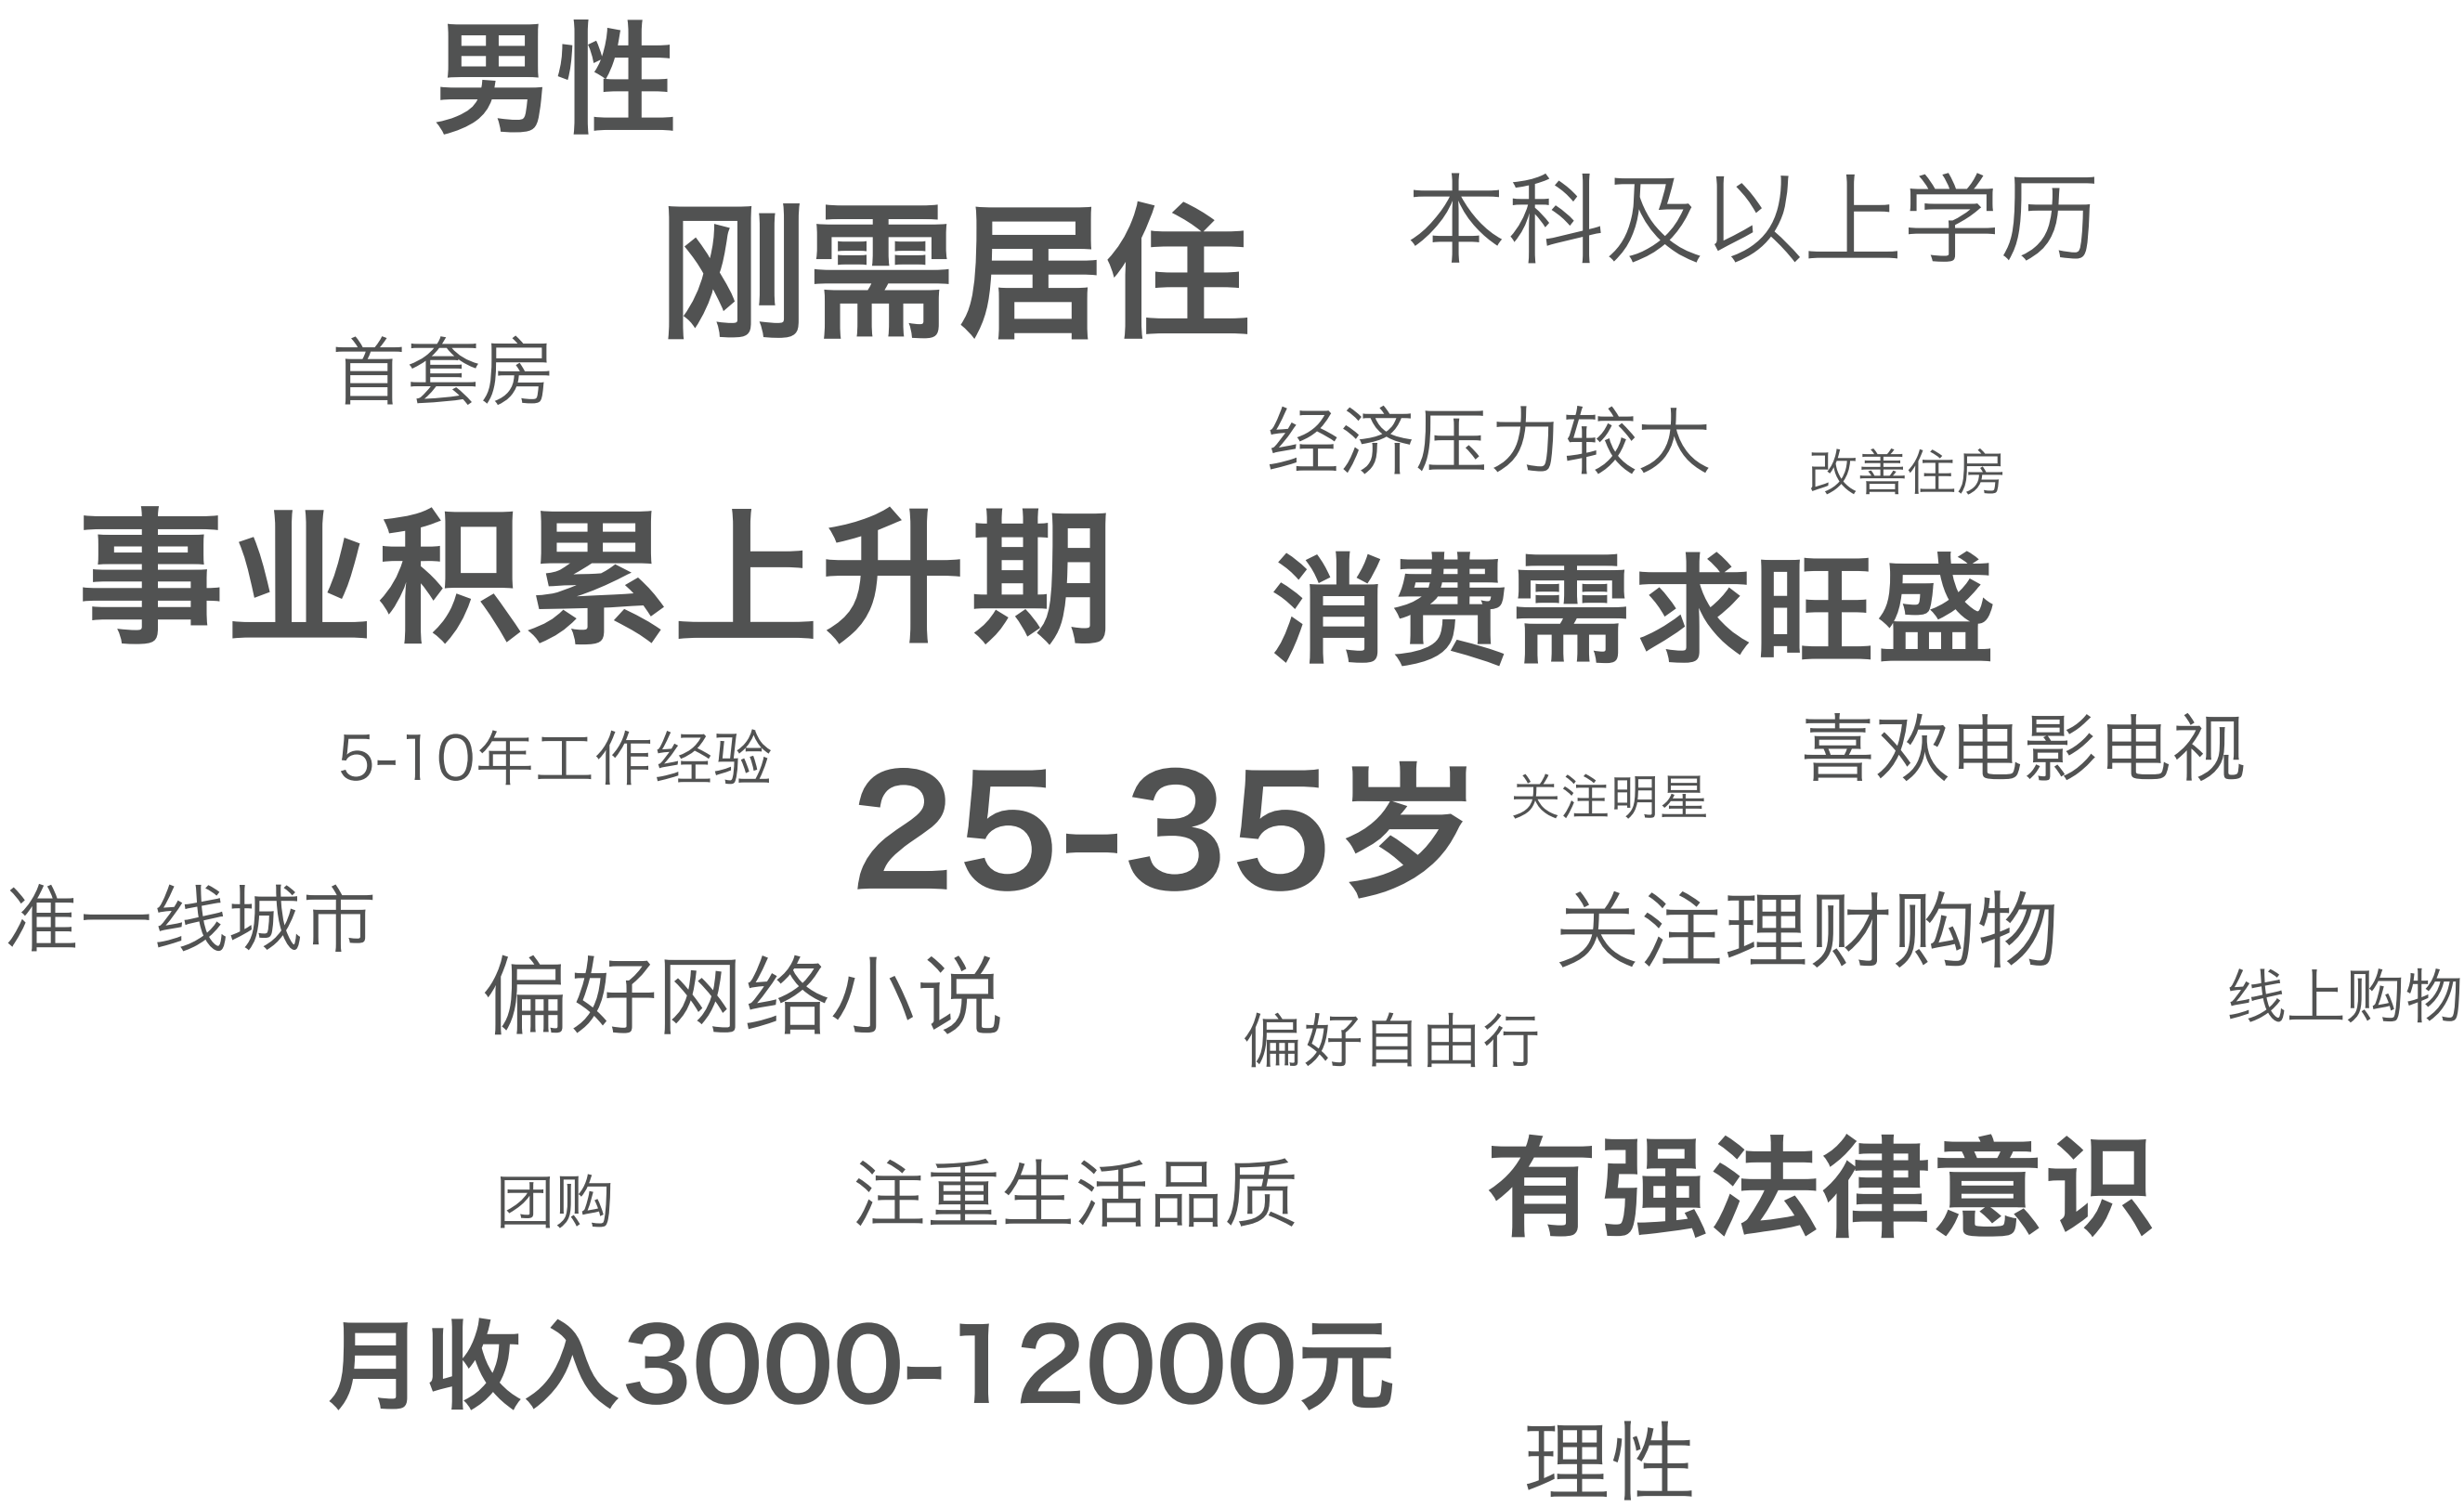 男性
本科及以上学历
刚需居住
首套房
经济压力较大
改善住房
事业积累上升期
消费需求旺盛
喜欢电影电视
5-10年工作经验
25-35岁
关注明星
准一线城市
关注理财购物
偏好网络小说
线上购物
偏好自由行
有强法律意识
注重生活品质
团购
月收入3000-12000元
理性